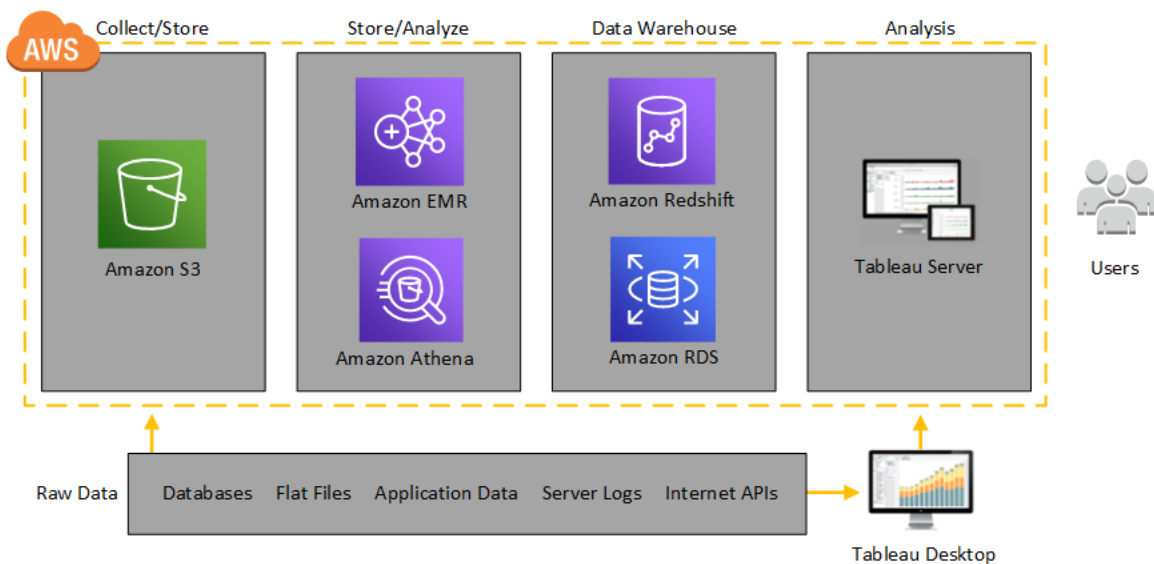 Collect/Store
Store/Analyze
Data Warehouse
Analysis
AWS
Amazon S3
Amazon EMR
Amazon Athena
Amazon Redshift
Amazon RDS
Tableau Server
Users
Raw Data
Databases
Flat Files
Application Data
Server Logs
Internet APIs
Tableau Desktop